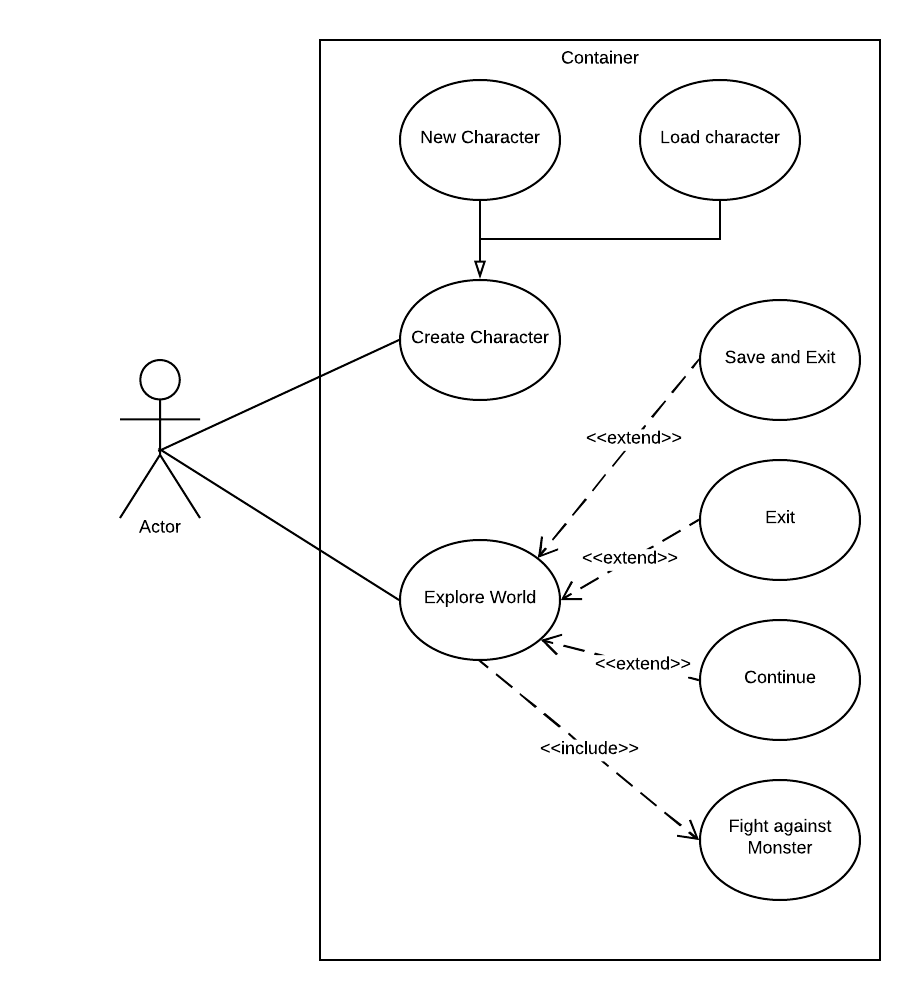 Container
New Character
Load character
Create Character
Save and Exit
<<extend>>
Exit
Actor
<<extend>>
Explore World
<<extend>>
Continue
<<include>>
Fight against
Monster